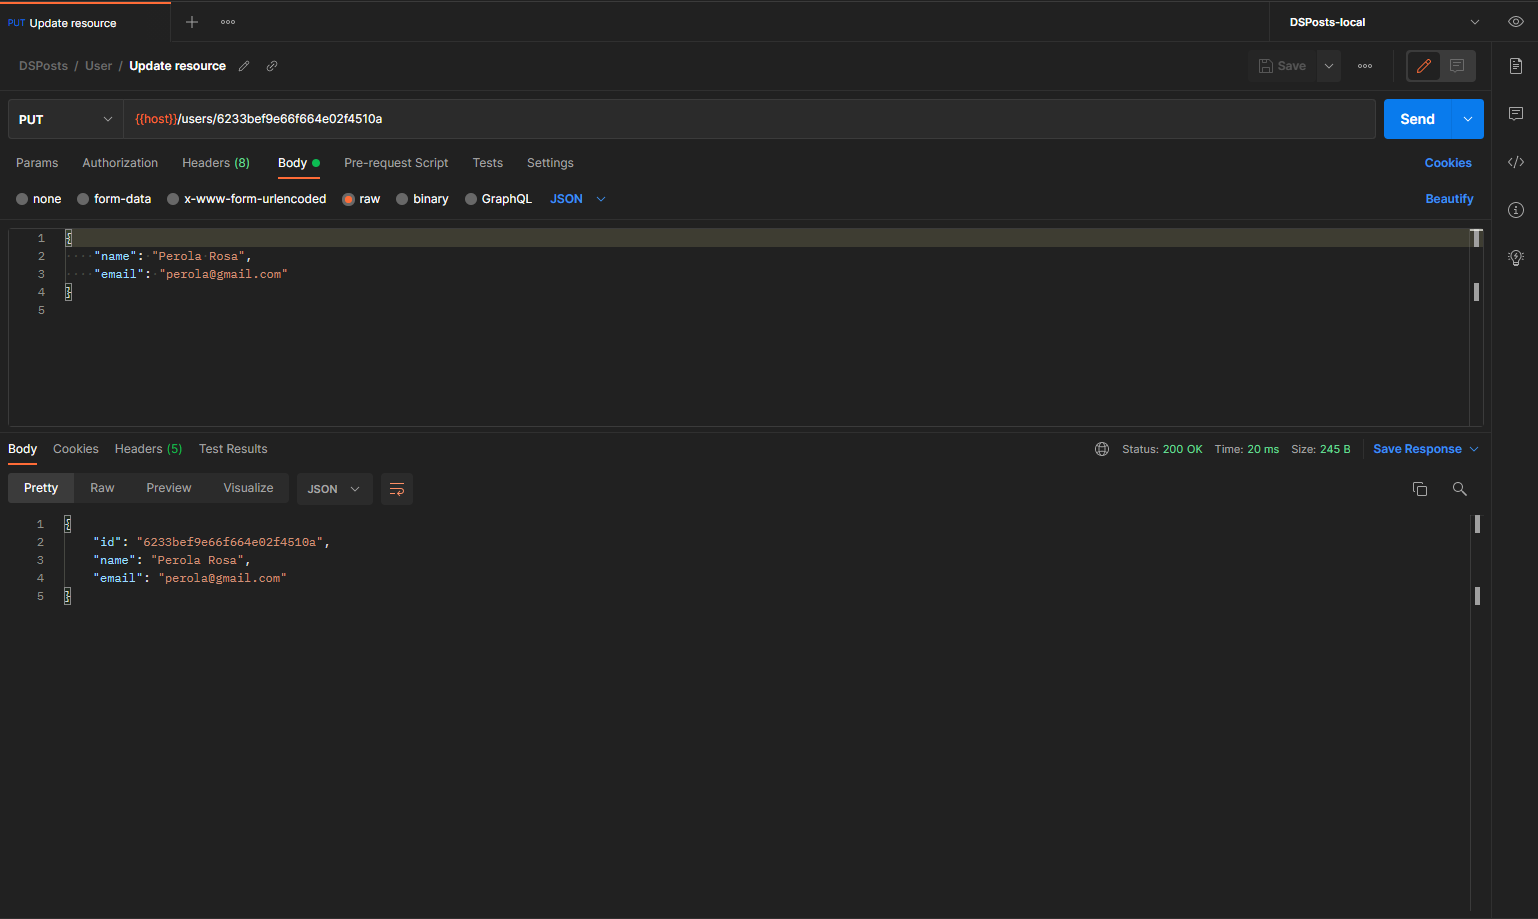 PUT Update resource
DSPosts-local
DSPosts / User / Update resource
Save
PUT {{host}}/users/6233bef9e66f664e02f4510a Send
Params Authorization Headers (8) Body Pre-request Script Tests Settings Cookies
none form-data x-www-form-urlencoded raw binary GraphQL JSON Beautify
1 {
2 ····"name":·"Perola·Rosa",
3 ····"email":·"perola@gmail.com"
4 }
5
Body Cookies Headers (5) Test Results Status: 200 OK Time: 20 ms Size: 245 B Save Response
Pretty Raw Preview Visualize JSON
1 {
2 "id": "6233bef9e66f664e02f4510a",
3 "name": "Perola Rosa",
4 "email": "perola@gmail.com"
5 }